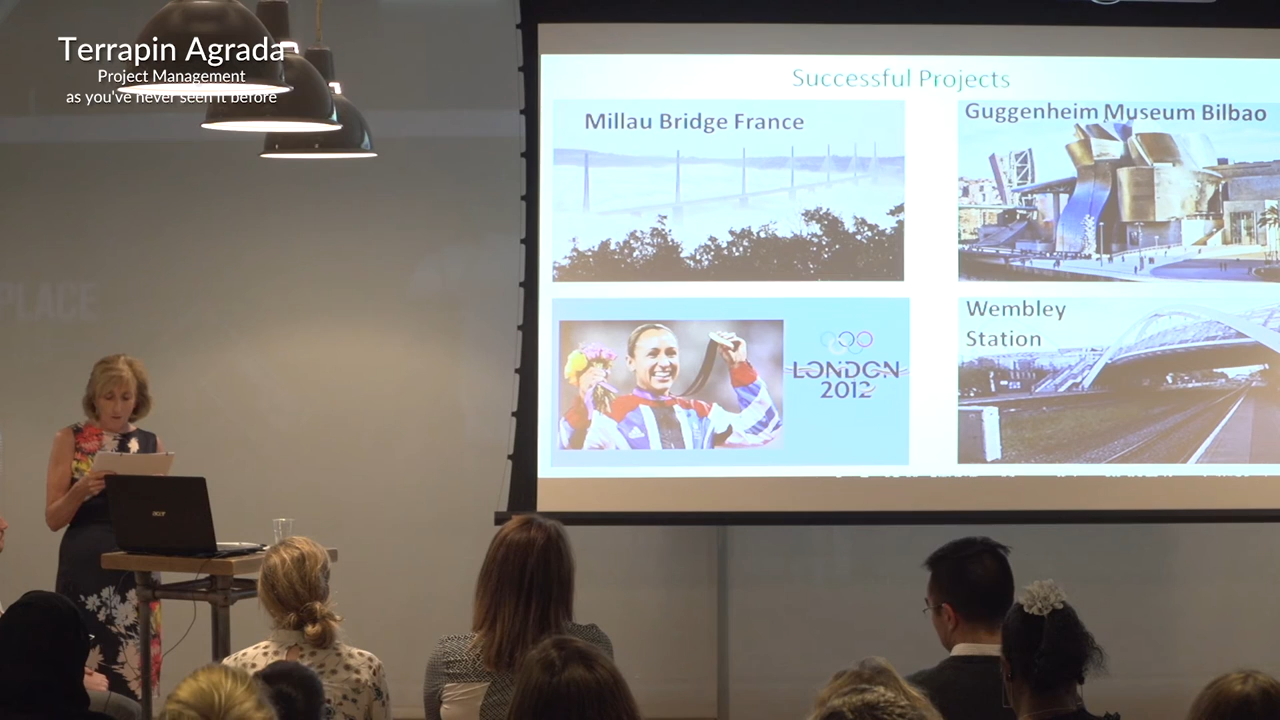 Terrapin Agrada
Project Management
as you've never seen it before
Successful Projects
Millau Bridge France
Guggenheim Museum Bilbao
LONDON
2012
Wembley
Station
PLACE
acer